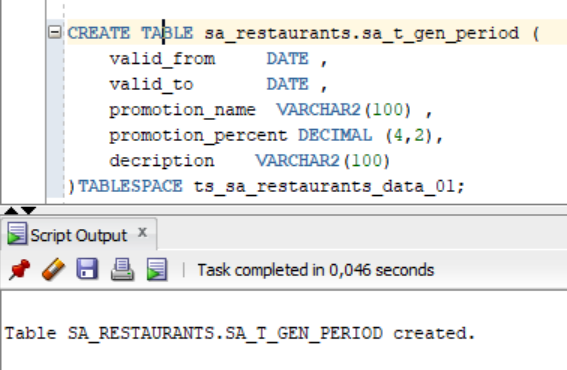 CREATE TABLE sa_restaurants.sa_t_gen_period (
valid_from DATE ,
valid_to DATE ,
promotion_name VARCHAR2(100) ,
promotion_percent DECIMAL (4,2),
decription VARCHAR2(100)
)TABLESPACE ts_sa_restaurants_data_01;
Script Output x
Task completed in 0,046 seconds
Table SA_RESTAURANTS.SA_T_GEN_PERIOD created.